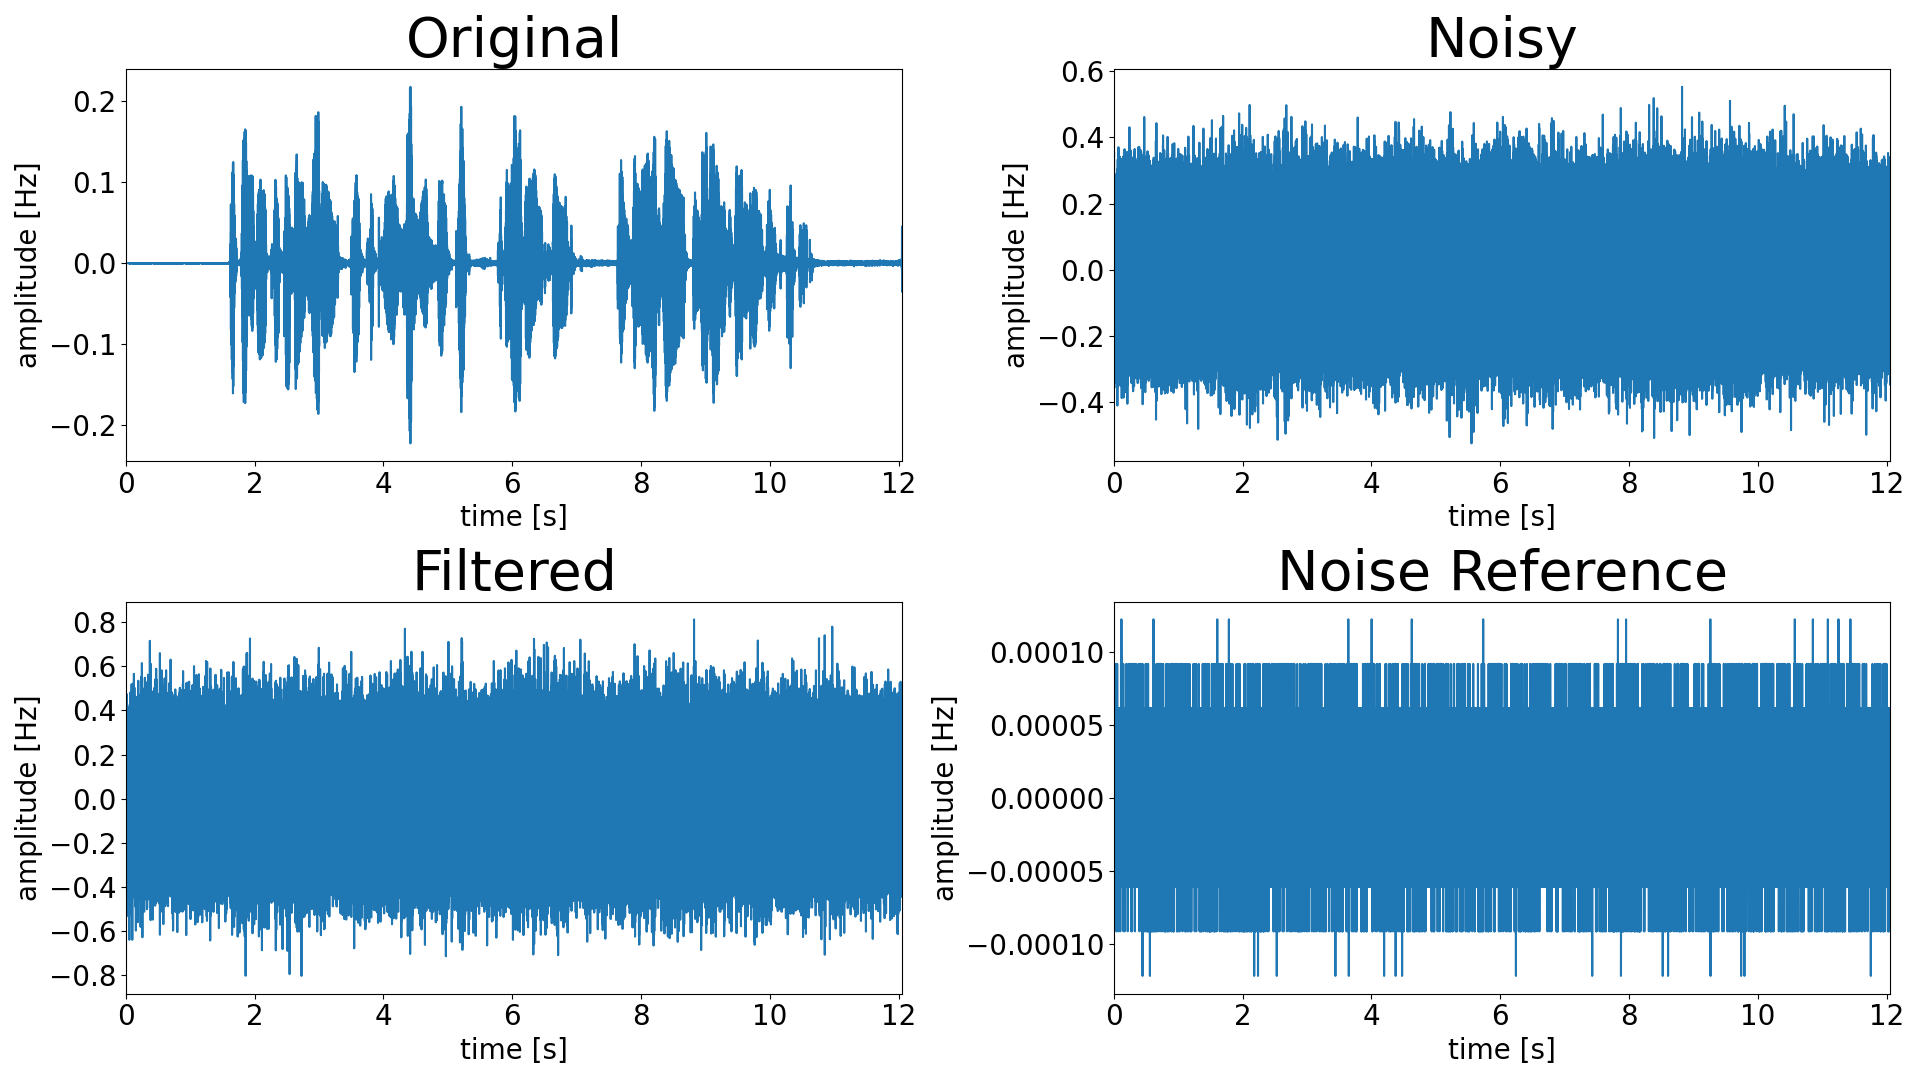 Original
0.2
0.1
0.0
−0.1
−0.2
amplitude [Hz]
0 2 4 6 8 10 12
time [s]
Noisy
0.6
0.4
0.2
0.0
−0.2
−0.4
amplitude [Hz]
0 2 4 6 8 10 12
time [s]
Filtered
0.8
0.6
0.4
0.2
0.0
−0.2
−0.4
−0.6
−0.8
amplitude [Hz]
0 2 4 6 8 10 12
time [s]
Noise Reference
0.00010
0.00005
0.00000
−0.00005
−0.00010
amplitude [Hz]
0 2 4 6 8 10 12
time [s]